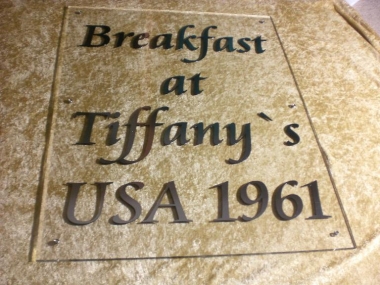 Breakfast
at
Tiffany`s
USA 1961